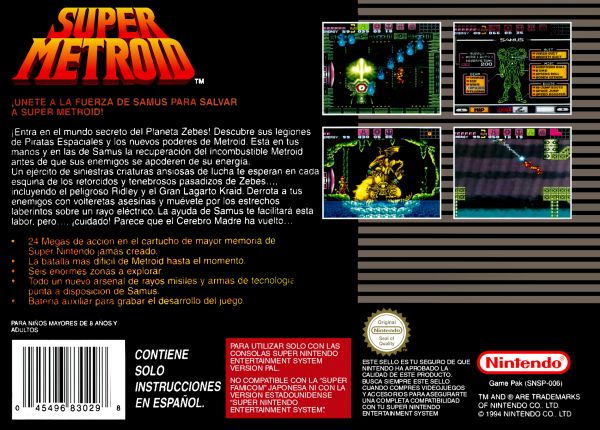 SUPER
METROID
TM
¡UNETE A LA FUERZA DE SAMUS PARA SALVAR
A SUPER METROID!
¡Entra en el mundo secreto del Planeta Zebes! Descubre sus legiones
de Piratas Espaciales y los nuevos poderes de Metroid. Está en tus
manos y en las de Samus la recuperación del incombustible Metroid
antes de que sus enemigos se apoderen de su energía.
Un ejército de siniestras criaturas ansiosas de lucha te esperan en cada
esquina de los retorcidos y tenebrosos pasadizos de Zebes....
incluyendo el peligroso Ridley y el Gran Lagarto Kraid. Derrota a tus
enemigos con volteretas asesinas y muévete por los estrechos
laberintos sobre un rayo eléctrico. La ayuda de Samus te facilitará esta
labor, pero.... ¡cuidado! Parece que el Cerebro Madre ha vuelto...
• 24 Megas de acción en el cartucho de mayor memoria de
Super Nintendo jamás creado.
• La batalla más difícil de Metroid hasta el momento.
• Seis enormes zonas a explorar.
• Todo un nuevo arsenal de rayos misiles y armas de tecnología
punta a disposición de Samus.
• Batería auxiliar para grabar el desarrollo del juego.
PARA NIÑOS MAYORES DE 8 AÑOS Y
ADULTOS
0 45496 83029 8
CONTIENE
SOLO
INSTRUCCIONES
EN ESPAÑOL.
PARA UTILIZAR SOLO CON LAS
CONSOLAS SUPER NINTENDO
ENTERTAINMENT SYSTEM
VERSION PAL.
NO COMPATIBLE CON LA "SUPER
FAMICOM" JAPONESA NI CON LA
VERSION ESTADOUNIDENSE
"SUPER NINTENDO
ENTERTAINMENT SYSTEM".
SAMUS
MAP
Original
Nintendo
Seal of
Quality
ESTE SELLO ES TU SEGURO DE QUE
NINTENDO HA APROBADO LA
CALIDAD DE ESTE PRODUCTO.
BUSCA SIEMPRE ESTE SELLO
CUANDO COMPRES VIDEOJUEGOS
Y ACCESORIOS PARA ASEGURARTE
UNA COMPLETA COMPATIBILIDAD
CON TU SUPER NINTENDO
ENTERTAINMENT SYSTEM
Nintendo
Game Pak (SNSP-006)
TM AND ® ARE TRADEMARKS
OF NINTENDO CO. LTD.
© 1994 NINTENDO CO., LTD.